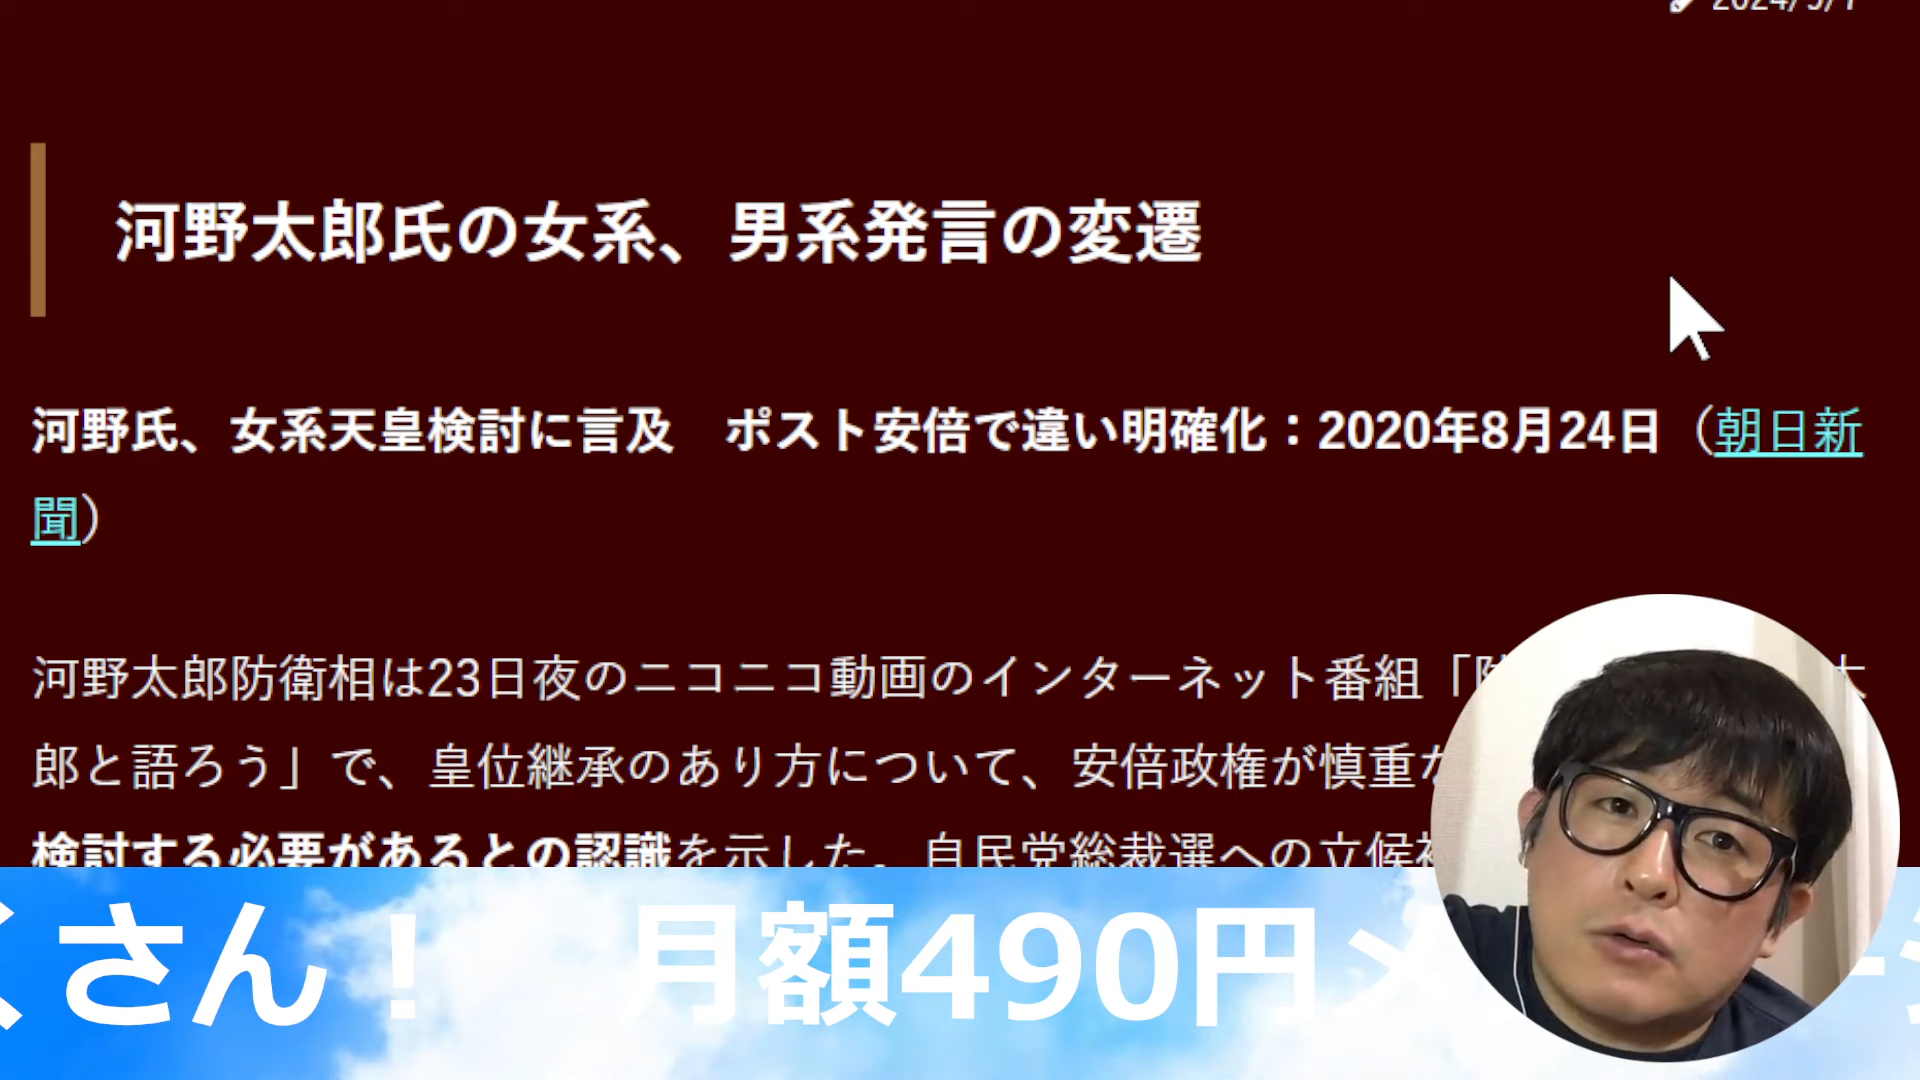 2024/9/1
河野太郎氏の女系、男系発言の変遷
河野氏、女系天皇検討に言及　ポスト安倍で違い明確化：2020年8月24日（朝日新
聞）
河野太郎防衛相は23日夜のニコニコ動画のインターネット番組「
郎と語ろう」で、皇位継承のあり方について、安倍政権が慎重な
検討する必要があるとの認識を示した。自民党総裁選への立候補
くさん！　月額490円メ